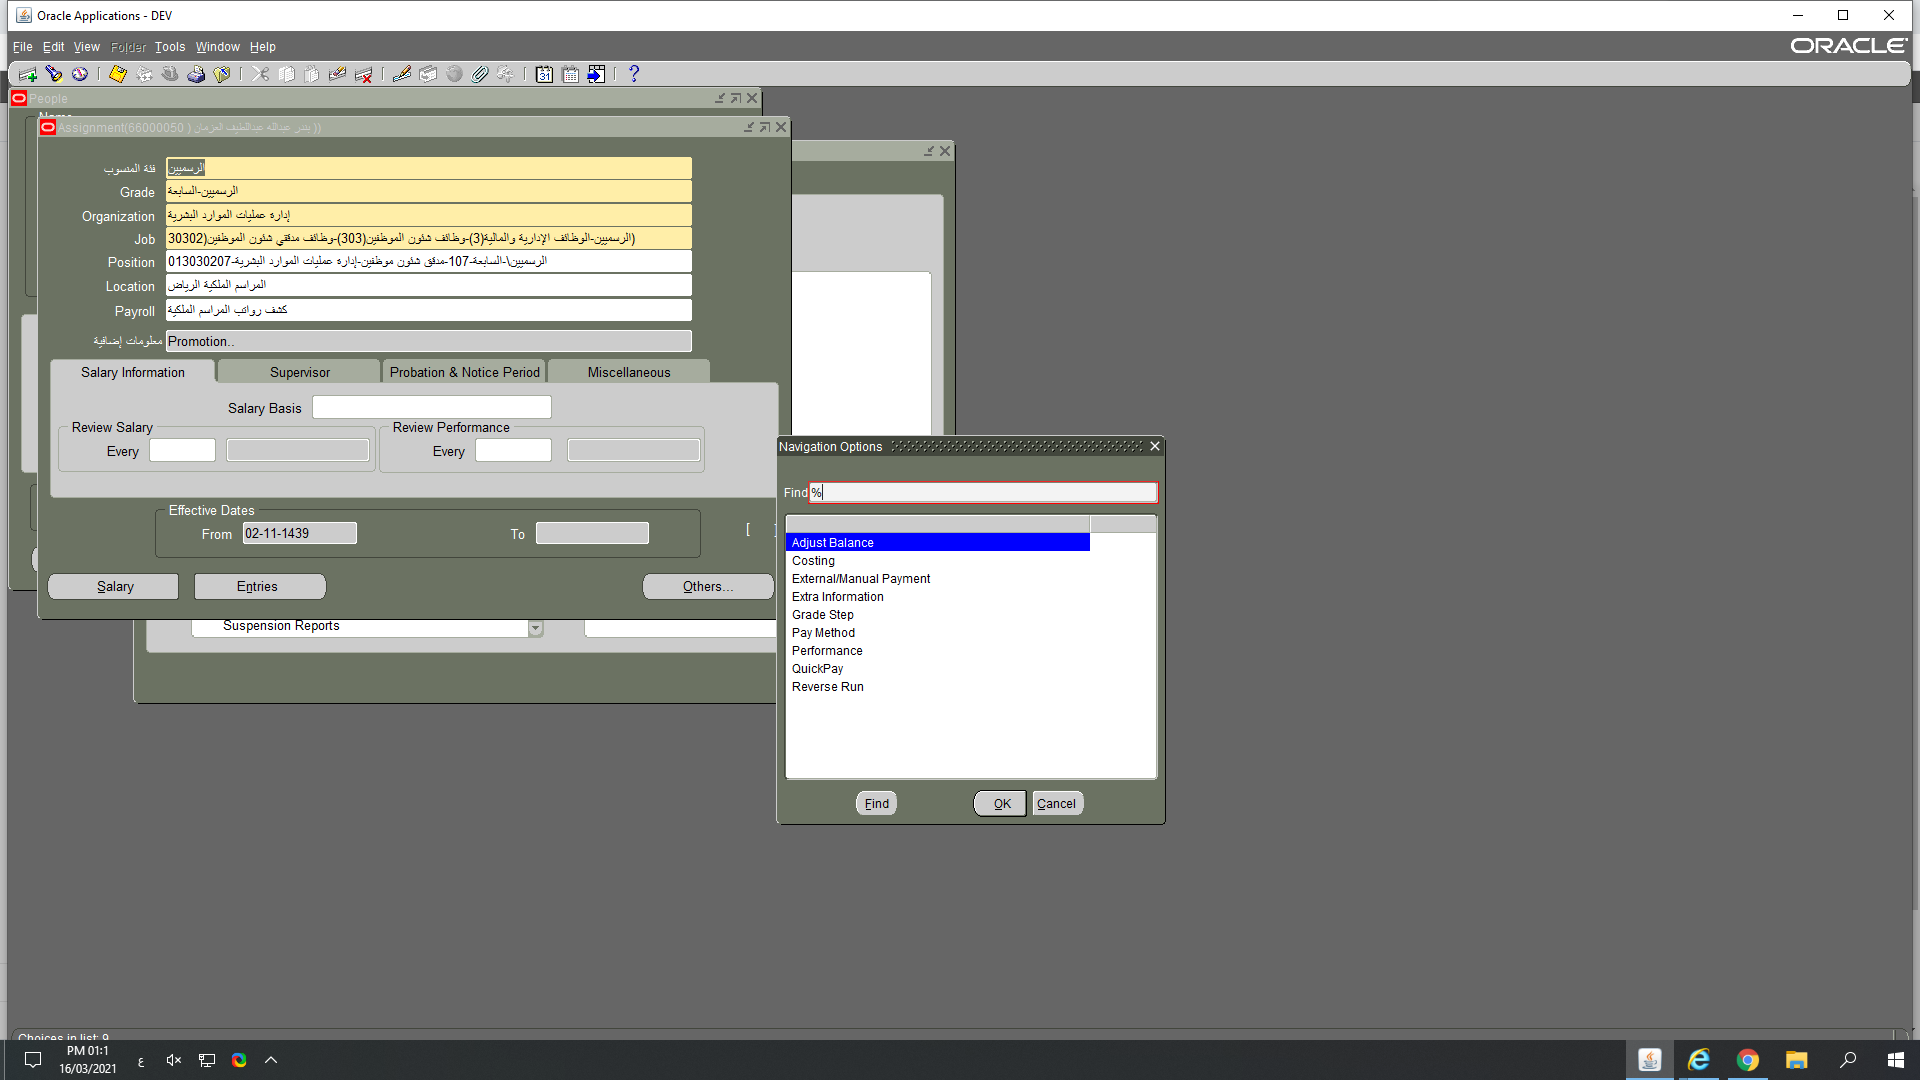 Oracle Applications - DEV
File Edit View Folder Tools Window Help
ORACLE
People
Name
Assignment(66000050 ) بندر عبدالله عبداللطيف العزمان ))
فئة المنسوب الرسميين
Grade الرسميين-السابعة
Organization إدارة عمليات الموارد البشرية
Job 30302)الرسميين-الوظائف الإدارية والمالية(3)-وظائف شئون الموظفين(303)-وظائف مدققي شئون الموظفين(
Position 013030207-الرسميين\-السابعة-107-مدقق شئون موظفين-إدارة عمليات الموارد البشرية
Location المراسم الملكية الرياض
Payroll كشف رواتب المراسم الملكية
معلومات إضافية Promotion..
Salary Information Supervisor Probation & Notice Period Miscellaneous
Salary Basis
Review Salary Review Performance
Every Every
Effective Dates
From 02-11-1439 To [ ]
Salary Entries Others...
Suspension Reports
Navigation Options
Find %
Adjust Balance
Costing
External/Manual Payment
Extra Information
Grade Step
Pay Method
Performance
QuickPay
Reverse Run
Find OK Cancel
Choices in list: 9
PM 01:1
16/03/2021
ع